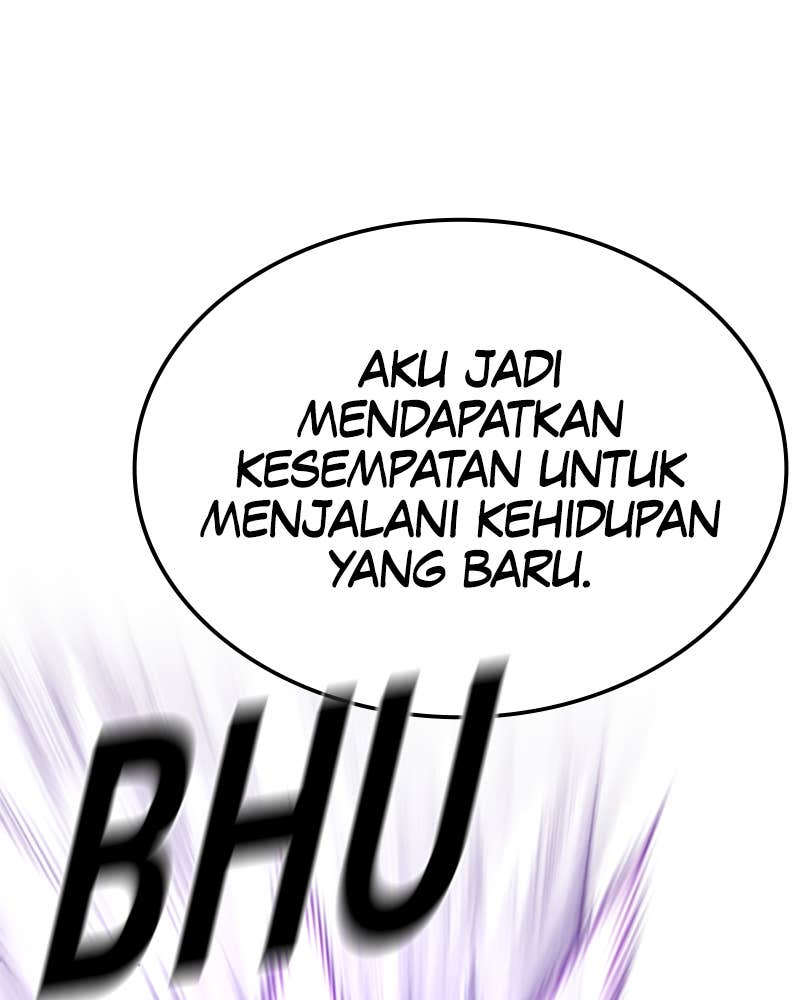 AKU JADI
MENDAPATKAN
KESEMPATAN UNTUK
MENJALANI KEHIDUPAN
YANG BARU.
BHU